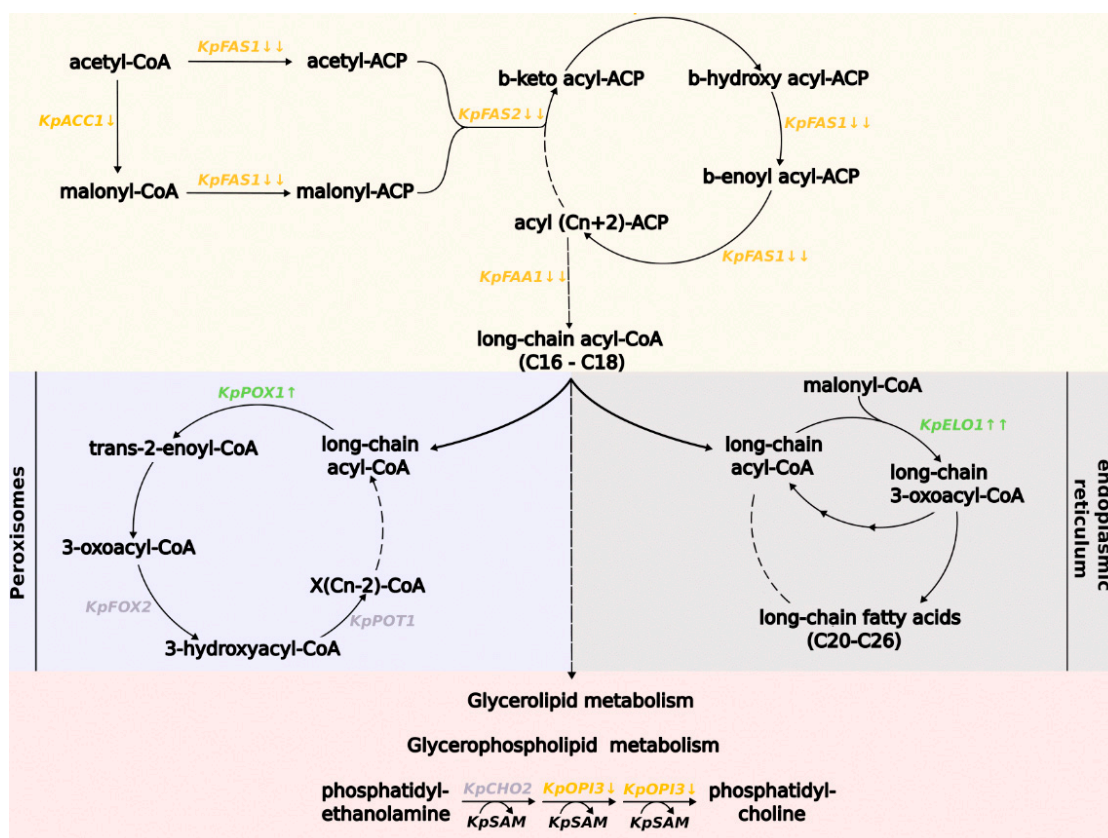 acetyl-CoA
KpFAS1↓↓
acetyl-ACP
KpACC1↓
malonyl-CoA
KpFAS1↓↓
malonyl-ACP
KpFAS2↓↓
b-keto acyl-ACP
b-hydroxy acyl-ACP
KpFAS1↓↓
b-enoyl acyl-ACP
KpFAS1↓↓
acyl (Cn+2)-ACP
KpFAA1↓↓
long-chain acyl-CoA
(C16 - C18)
Peroxisomes
KpPOX1↑
trans-2-enoyl-CoA
long-chain
acyl-CoA
3-oxoacyl-CoA
KpFOX2
3-hydroxyacyl-CoA
KpPOT1
X(Cn-2)-CoA
malonyl-CoA
KpELO1↑↑
long-chain
acyl-CoA
long-chain
3-oxoacyl-CoA
long-chain fatty acids
(C20-C26)
endoplasmic
reticulum
Glycerolipid metabolism
Glycerophospholipid metabolism
phosphatidyl-
ethanolamine
KpCHO2
KpSAM
KpOPI3↓
KpSAM
KpOPI3↓
KpSAM
phosphatidyl-
choline